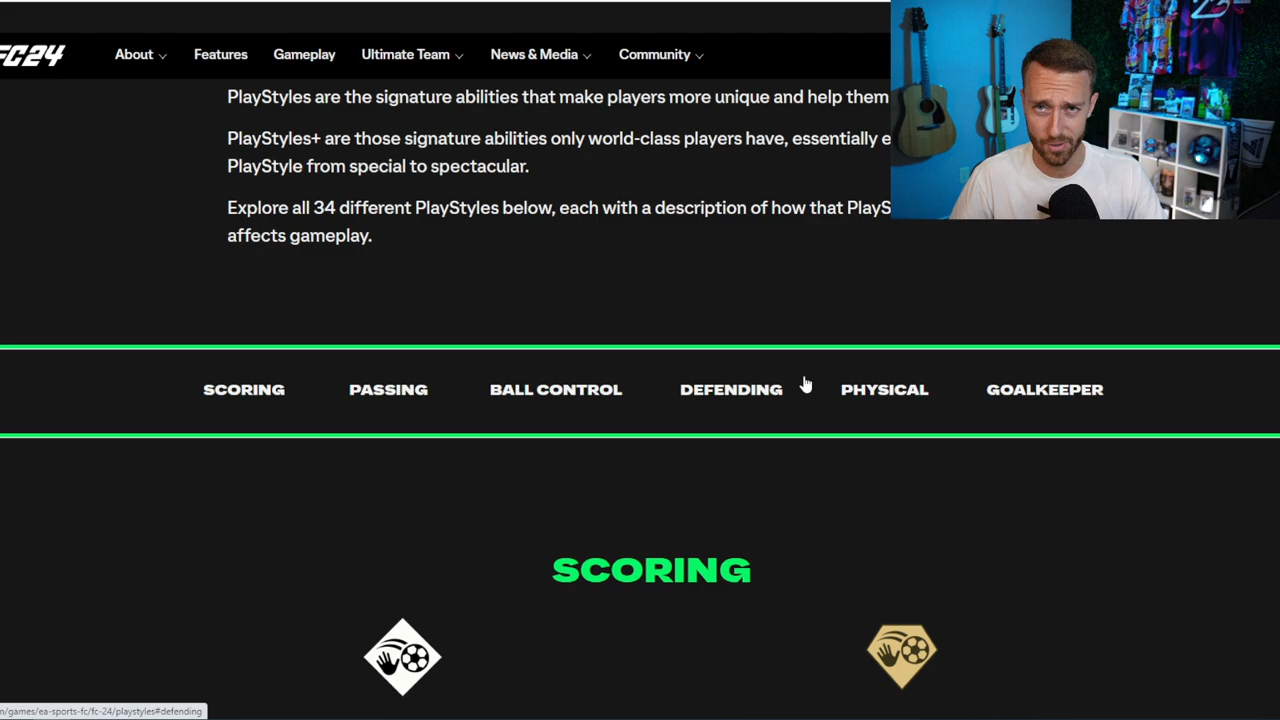 FC24
About
Features
Gameplay
Ultimate Team
News & Media
Community
PlayStyles are the signature abilities that make players more unique and help them
PlayStyles+ are those signature abilities only world-class players have, essentially e
PlayStyle from special to spectacular.
Explore all 34 different PlayStyles below, each with a description of how that PlayS
affects gameplay.
SCORING
PASSING
BALL CONTROL
DEFENDING
PHYSICAL
GOALKEEPER
SCORING
m/games/ea-sports-fc/fc-24/playstyles#defending
23